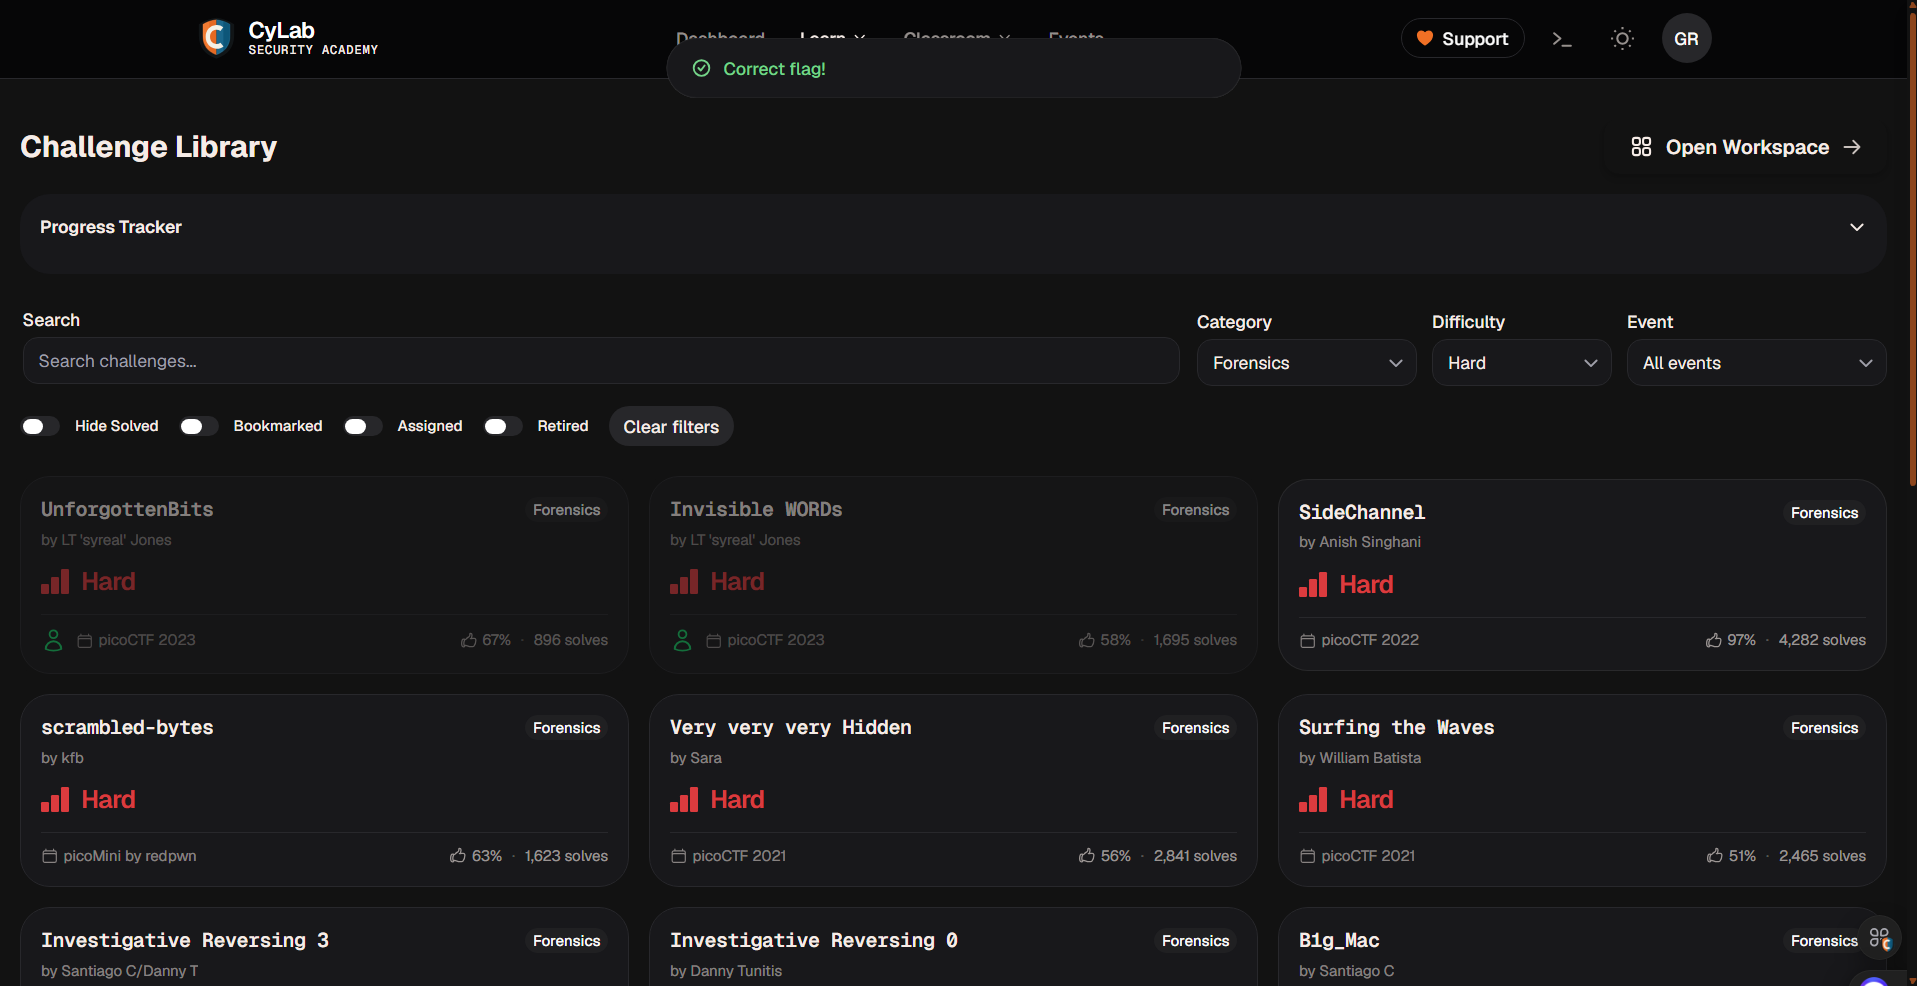 CyLab
SECURITY ACADEMY
Dashboard
Learn
Classroom
Events
Support
GR
Correct flag!
Challenge Library
Open Workspace
Progress Tracker
Search
Category
Difficulty
Event
Search challenges...
Forensics
Hard
All events
Hide Solved
Bookmarked
Assigned
Retired
Clear filters
UnforgottenBits
Forensics
by LT 'syreal' Jones
Hard
picoCTF 2023
67% · 896 solves
Invisible WORDs
Forensics
by LT 'syreal' Jones
Hard
picoCTF 2023
58% · 1,695 solves
SideChannel
Forensics
by Anish Singhani
Hard
picoCTF 2022
97% · 4,282 solves
scrambled-bytes
Forensics
by kfb
Hard
picoMini by redpwn
63% · 1,623 solves
Very very very Hidden
Forensics
by Sara
Hard
picoCTF 2021
56% · 2,841 solves
Surfing the Waves
Forensics
by William Batista
Hard
picoCTF 2021
51% · 2,465 solves
Investigative Reversing 3
Forensics
by Santiago C/Danny T
Investigative Reversing 0
Forensics
by Danny Tunitis
B1g_Mac
Forensics
by Santiago C